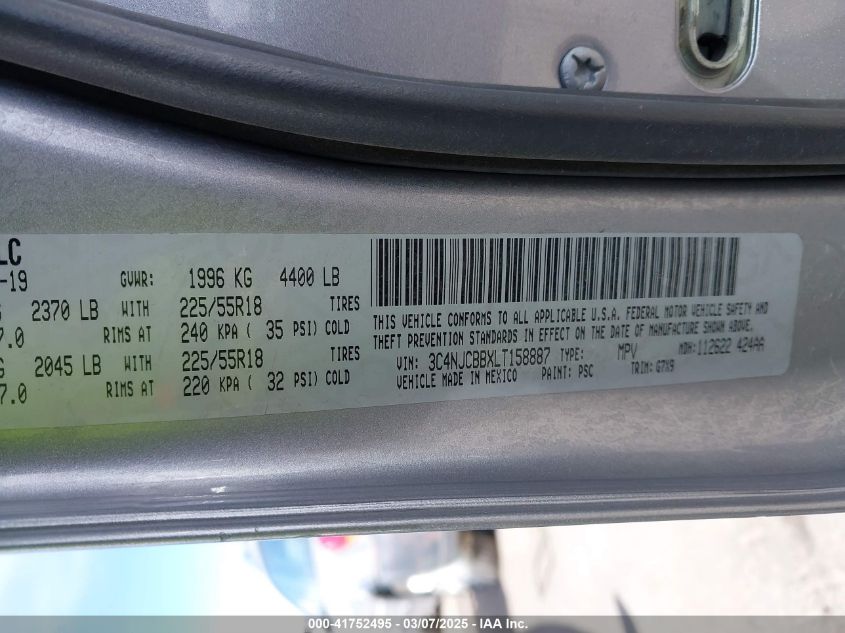 LC
-19 GVWR: 1996 KG 4400 LB
G 2370 LB WITH 225/55R18 TIRES
7.0 RIMS AT 240 KPA ( 35 PSI) COLD
G 2045 LB WITH 225/55R18 TIRES
7.0 RIMS AT 220 KPA ( 32 PSI) COLD
THIS VEHICLE CONFORMS TO ALL APPLICABLE U.S.A. FEDERAL MOTOR VEHICLE SAFETY AND
THEFT PREVENTION STANDARDS IN EFFECT ON THE DATE OF MANUFACTURE SHOWN ABOVE.
VIN: 3C4NJCBBXLT158887 TYPE: MPV MDH: 112622 424AA
VEHICLE MADE IN MEXICO PAINT: PSC TRIM: G7X9
000-41752495 - 03/07/2025 - IAA Inc.